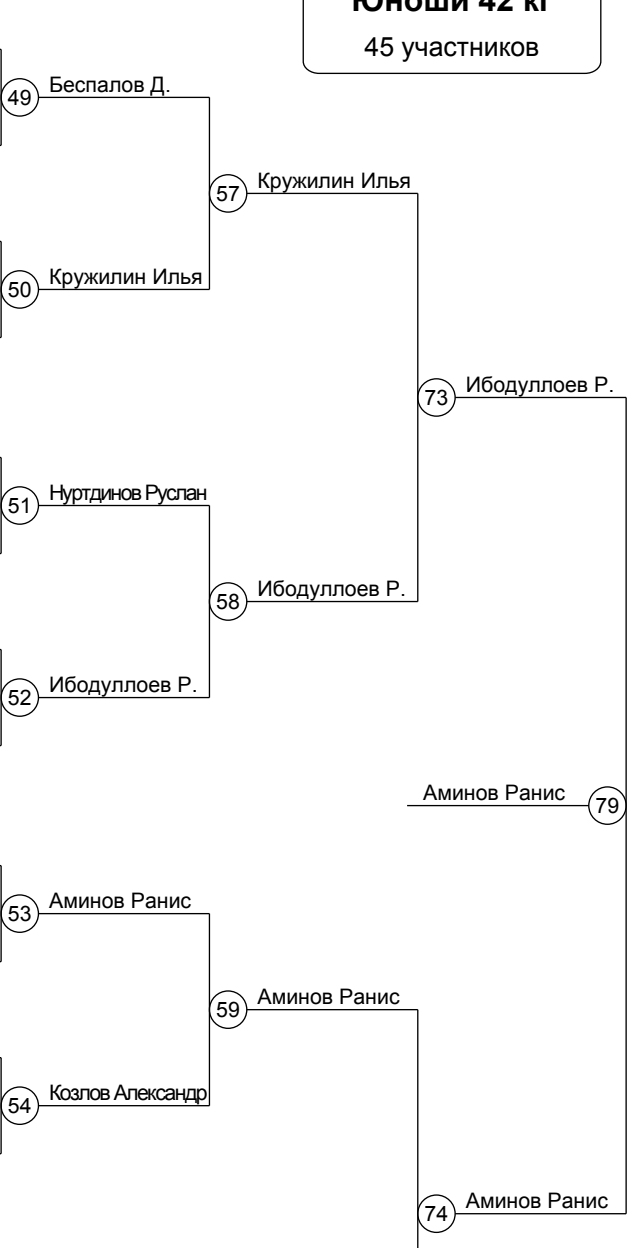 Юноши 42 кг
45 участников
49 Беспалов Д.
57 Кружилин Илья
50 Кружилин Илья
73 Ибодуллоев Р.
51 Нуртдинов Руслан
58 Ибодуллоев Р.
52 Ибодуллоев Р.
Аминов Ранис 79
53 Аминов Ранис
59 Аминов Ранис
54 Козлов Александр
74 Аминов Ранис